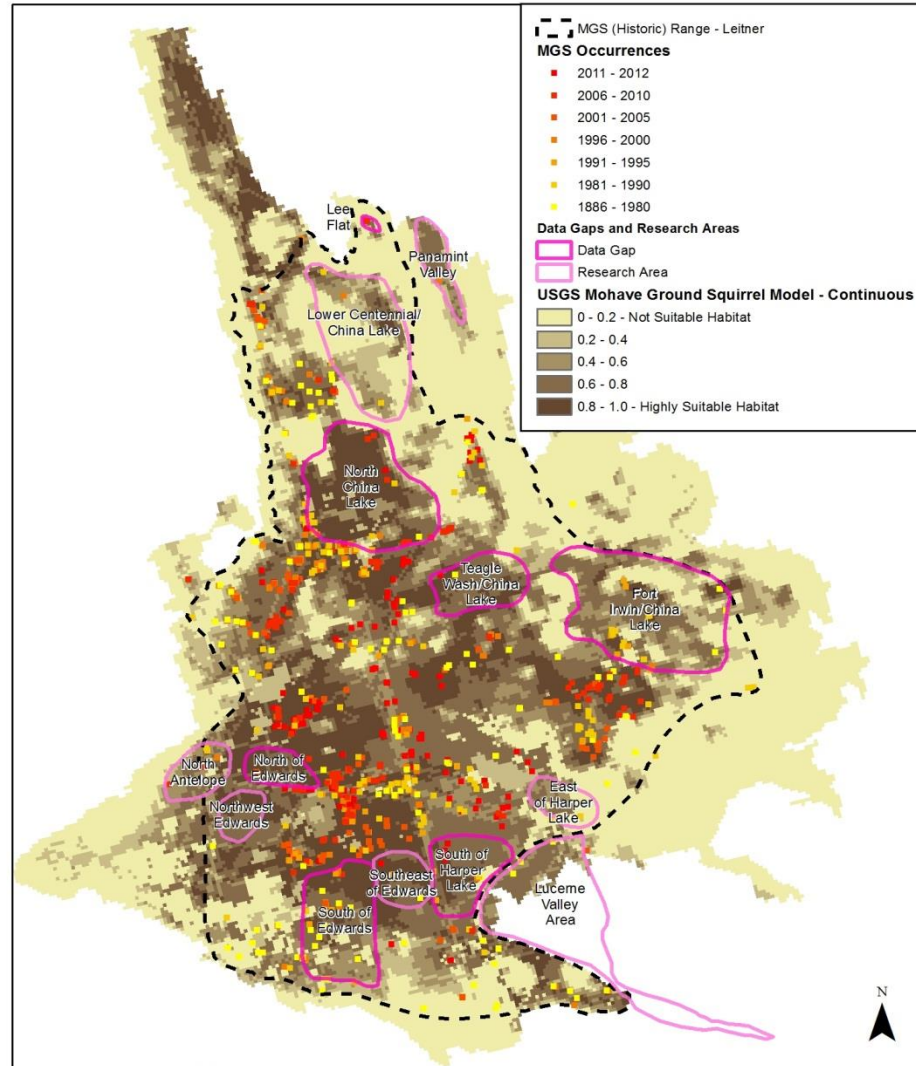 MGS (Historic) Range - Leitner
MGS Occurrences
2011 - 2012
2006 - 2010
2001 - 2005
1996 - 2000
1991 - 1995
1981 - 1990
1886 - 1980
Data Gaps and Research Areas
Data Gap
Research Area
USGS Mohave Ground Squirrel Model - Continuous
0 - 0.2 - Not Suitable Habitat
0.2 - 0.4
0.4 - 0.6
0.6 - 0.8
0.8 - 1.0 - Highly Suitable Habitat
Lee
Flat
Panamint
Valley
Lower Centennial/
China Lake
North
China
Lake
Teagle
Wash/China
Lake
Fort
Irwin/China
Lake
North
Antelope
North of
Edwards
Northwest
Edwards
East
of Harper
Lake
South of
Harper
Lake
Southeast
of Edwards
South of
Edwards
Lucerne
Valley
Area
N